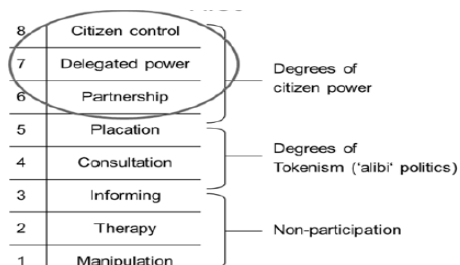 8 Citizen control
7 Delegated power
Degrees of
citizen power
6 Partnership
5 Placation
Degrees of
Tokenism ('alibi' politics)
4 Consultation
3 Informing
2 Therapy
Non-participation
1 Manipulation